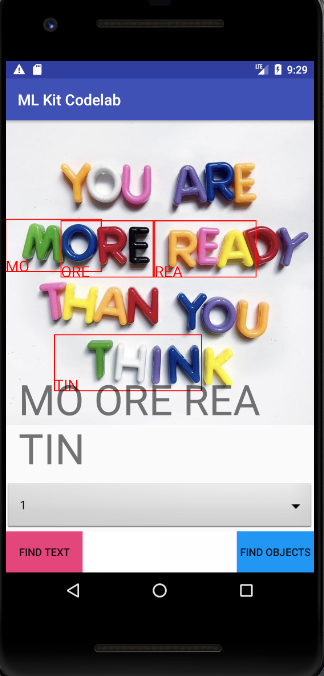 LTE 9:29
ML Kit Codelab
YOU ARE
MORE READY
MO ORE REA
THAN YOU
THINK
TIN
MO ORE REA
TIN
1
FIND TEXT FIND OBJECTS